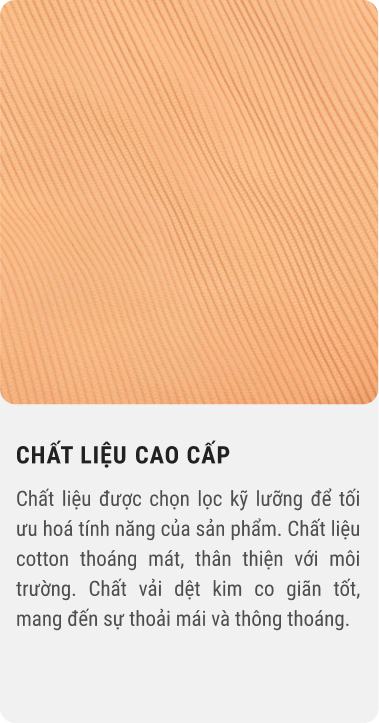 CHẤT LIỆU CAO CẤP
Chất liệu được chọn lọc kỹ lưỡng để tối
ưu hoá tính năng của sản phẩm. Chất liệu
cotton thoáng mát, thân thiện với môi
trường. Chất vải dệt kim co giãn tốt,
mang đến sự thoải mái và thông thoáng.